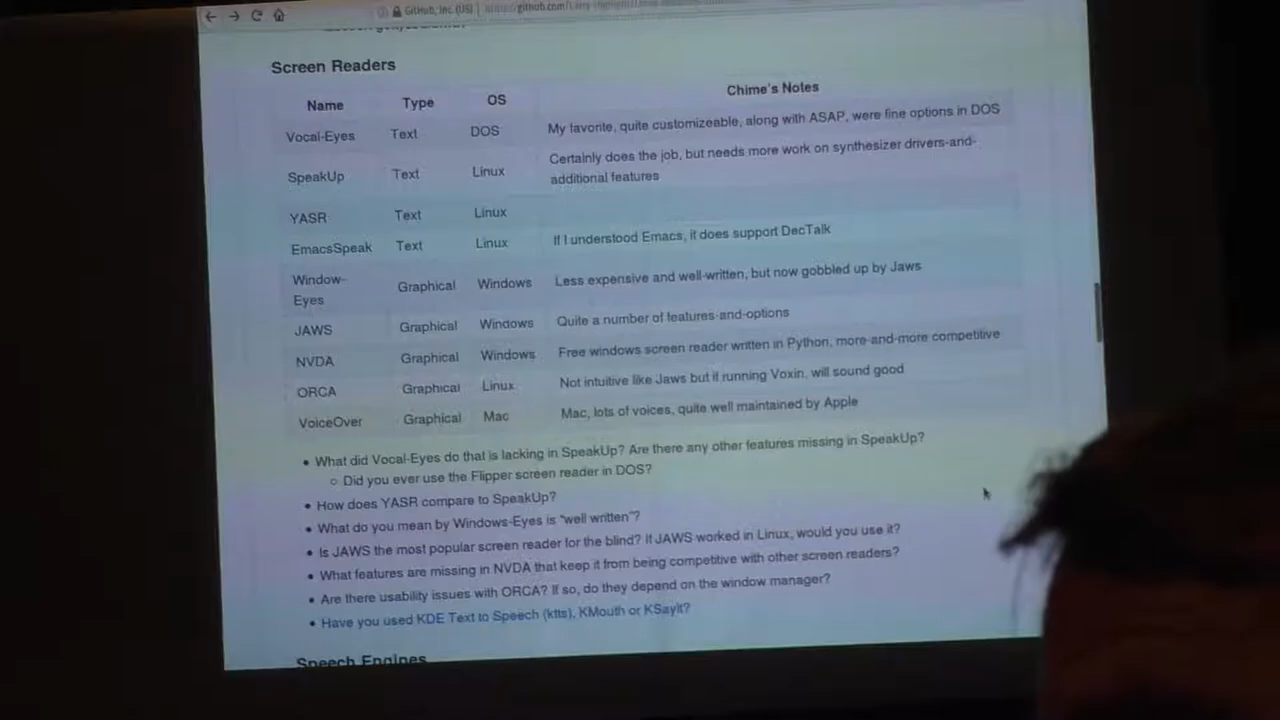 GitHub, Inc. (US)
Screen Readers
Name Type OS Chime's Notes
Vocal-Eyes Text DOS My favorite, quite customizeable, along with ASAP, were fine options in DOS
SpeakUp Text Linux Certainly does the job, but needs more work on synthesizer drivers-and-
additional features
YASR Text Linux
EmacsSpeak Text Linux If I understood Emacs, it does support DecTalk
Window-
Eyes Graphical Windows Less expensive and well-written, but now gobbled up by Jaws
JAWS Graphical Windows Quite a number of features-and-options
NVDA Graphical Windows Free windows screen reader written in Python, more-and-more competitive
ORCA Graphical Linux Not intuitive like Jaws but if running Voxin, will sound good
VoiceOver Graphical Mac Mac, lots of voices, quite well maintained by Apple
• What did Vocal-Eyes do that is lacking in SpeakUp? Are there any other features missing in SpeakUp?
○ Did you ever use the Flipper screen reader in DOS?
• How does YASR compare to SpeakUp?
• What do you mean by Windows-Eyes is "well written"?
• Is JAWS the most popular screen reader for the blind? If JAWS worked in Linux, would you use it?
• What features are missing in NVDA that keep it from being competitive with other screen readers?
• Are there usability issues with ORCA? If so, do they depend on the window manager?
• Have you used KDE Text to Speech (ktts), KMouth or KSayIt?
Speech Engines